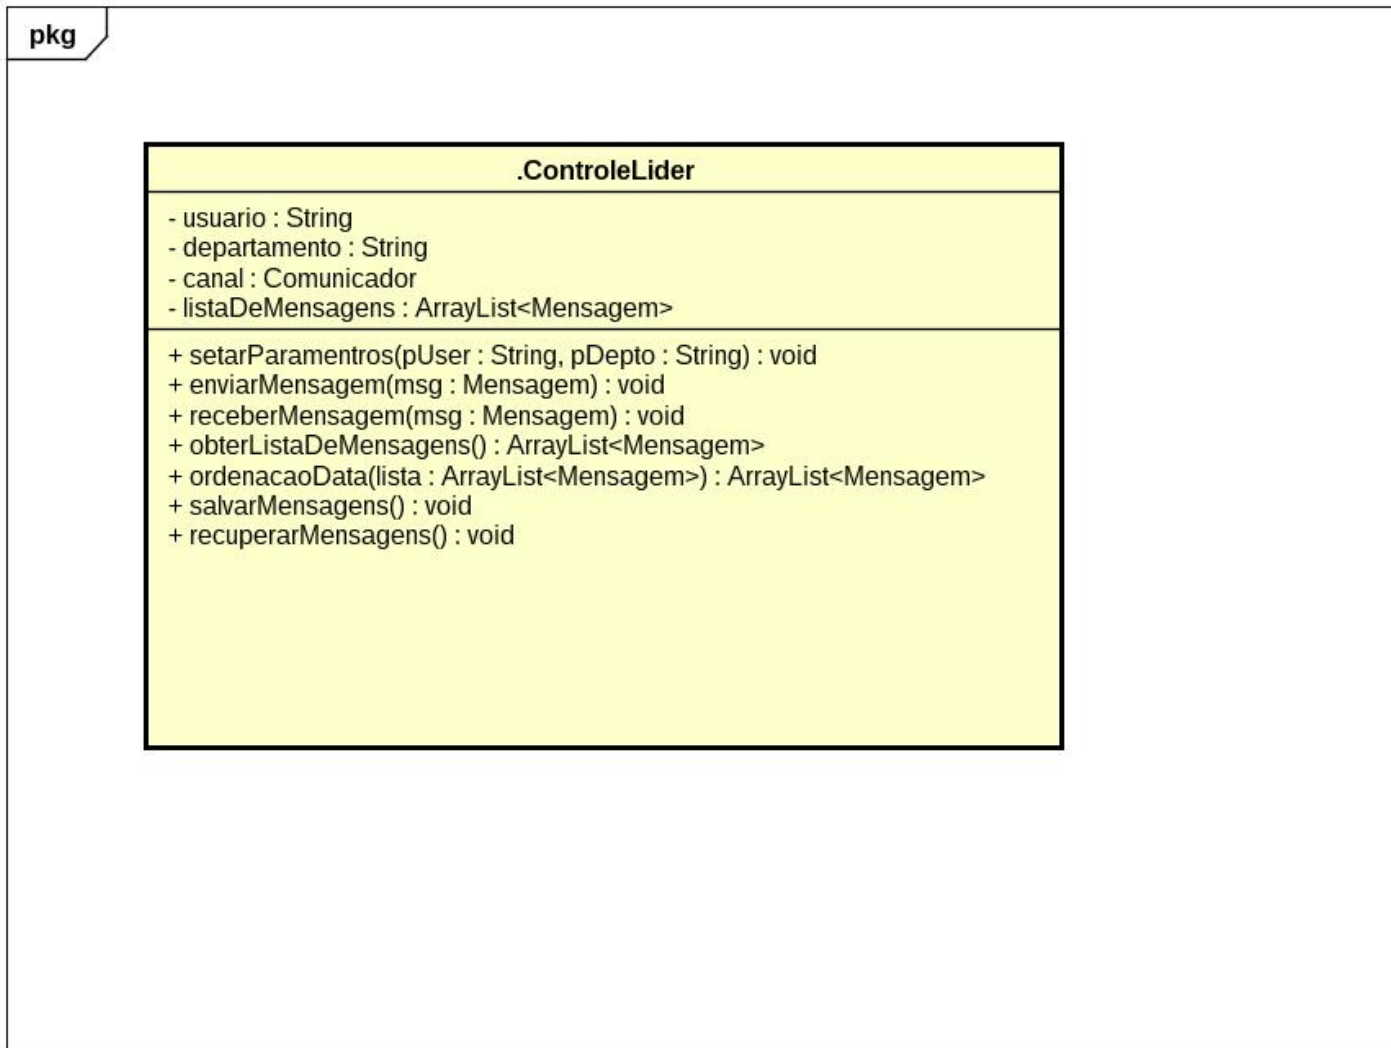 pkg
.ControleLider
- usuario : String
- departamento : String
- canal : Comunicador
- listaDeMensagens : ArrayList<Mensagem>
+ setarParamentros(pUser : String, pDepto : String) : void
+ enviarMensagem(msg : Mensagem) : void
+ receberMensagem(msg : Mensagem) : void
+ obterListaDeMensagens() : ArrayList<Mensagem>
+ ordenacaoData(lista : ArrayList<Mensagem>) : ArrayList<Mensagem>
+ salvarMensagens() : void
+ recuperarMensagens() : void